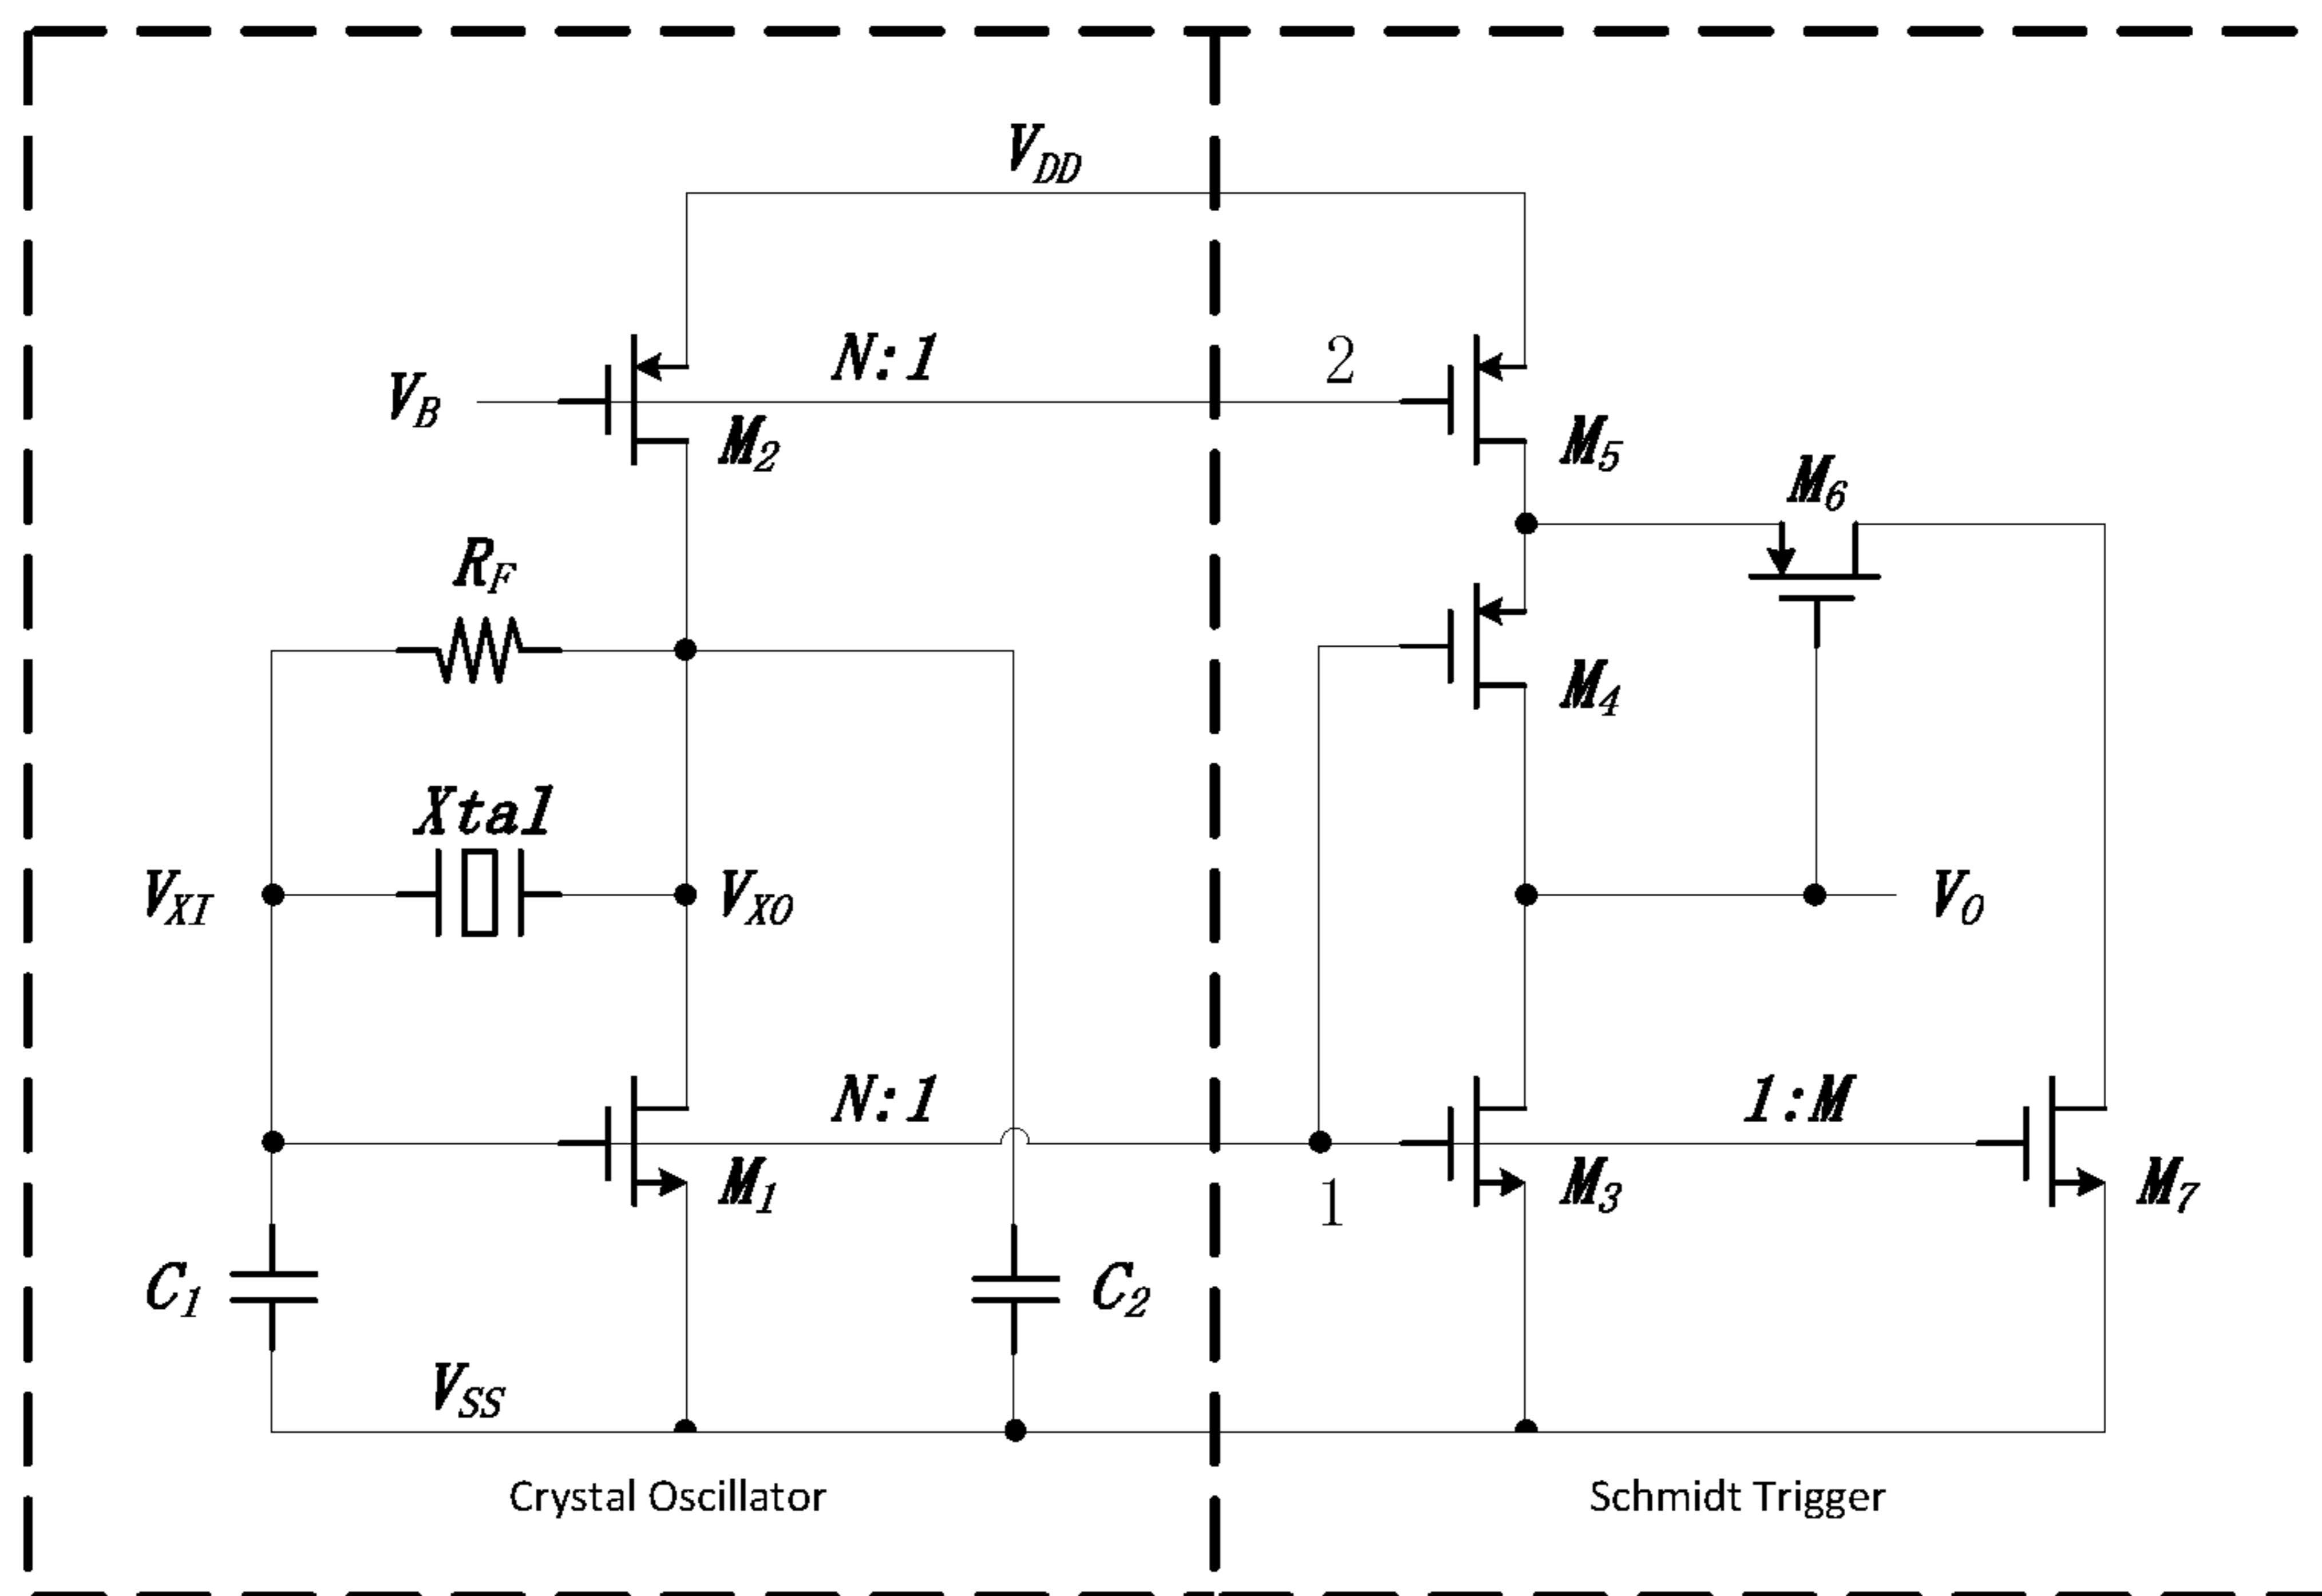 V_DD
N:1
2
V_B
M_2
M_5
M_6
R_F
M_4
Xtal
V_XI
V_XO
V_O
N:1
1:M
M_1
1
M_3
M_7
C_1
C_2
V_SS
Crystal Oscillator
Schmidt Trigger